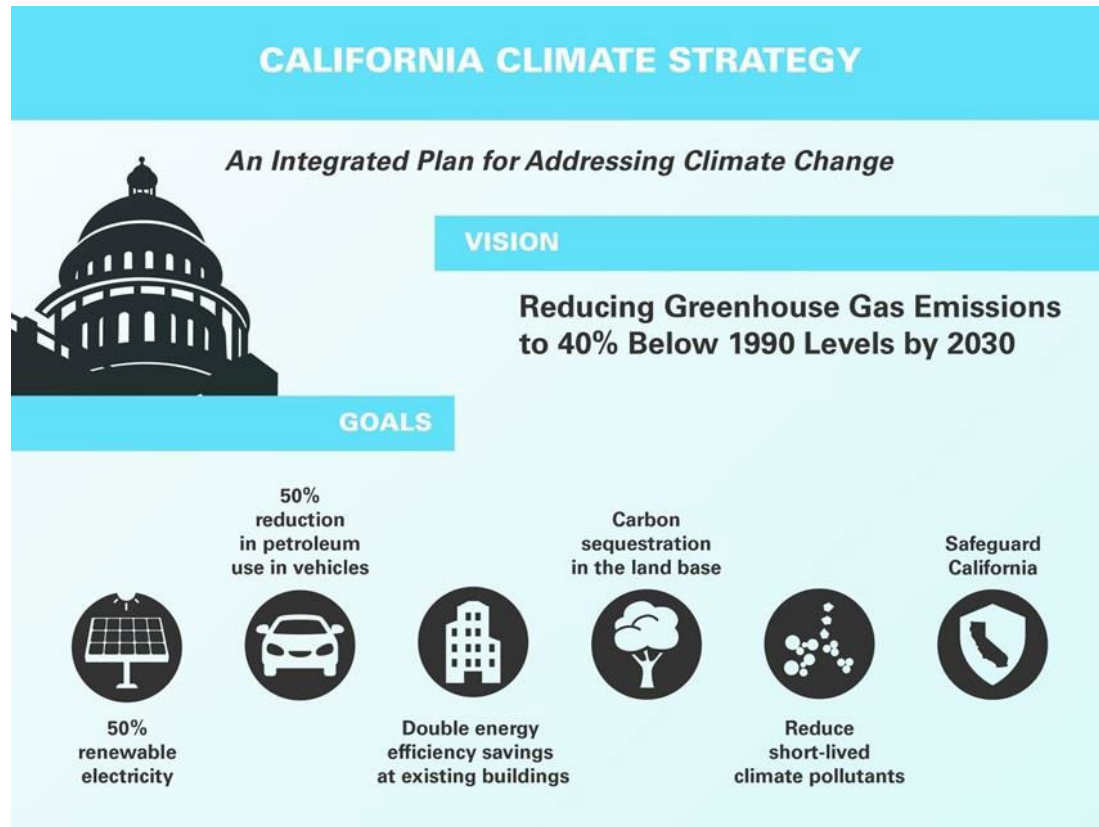 CALIFORNIA CLIMATE STRATEGY
An Integrated Plan for Addressing Climate Change
VISION
Reducing Greenhouse Gas Emissions
to 40% Below 1990 Levels by 2030
GOALS
50%
renewable
electricity
50%
reduction
in petroleum
use in vehicles
Double energy
efficiency savings
at existing buildings
Carbon
sequestration
in the land base
Reduce
short-lived
climate pollutants
Safeguard
California